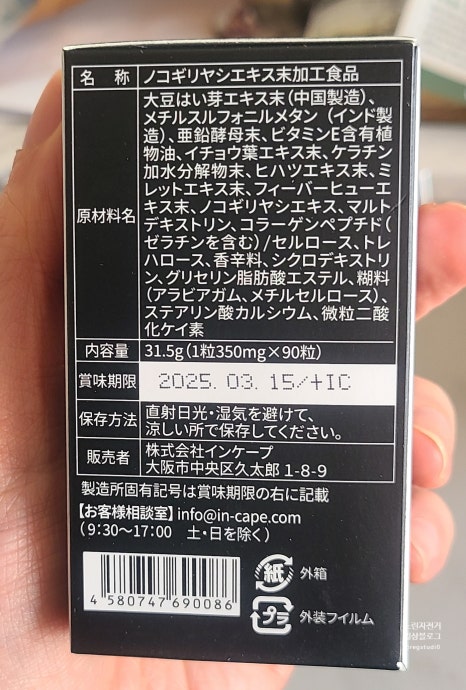 名 称 ノコギリヤシエキス末加工食品
原材料名
大豆はい芽エキス末(中国製造)、
メチルスルフォニルメタン(インド製
造)、亜鉛酵母末、ビタミンE含有植
物油、イチョウ葉エキス末、ケラチン
加水分解物末、ヒハツエキス末、ミ
レットエキス末、フィーバーヒューエ
キス末、ノコギリヤシエキス、マルト
デキストリン、コラーゲンペプチド(
ゼラチンを含む)/セルロース、トレ
ハロース、香辛料、シクロデキストリ
ン、グリセリン脂肪酸エステル、糊料
(アラビアガム、メチルセルロース)、
ステアリン酸カルシウム、微粒二酸
化ケイ素
内容量 31.5g(1粒350mg×90粒)
賞味期限 2025. 03. 15/+IC
保存方法
直射日光・湿気を避けて、
涼しい所で保存してください。
販売者
株式会社インケープ
大阪市中央区久太郎 1-8-9
製造所固有記号は賞味期限の右に記載
【お客様相談室】info@in-cape.com
(9:30〜17:00 土・日を除く)
4 580747 690086
紙 外箱
プラ 外装フィルム